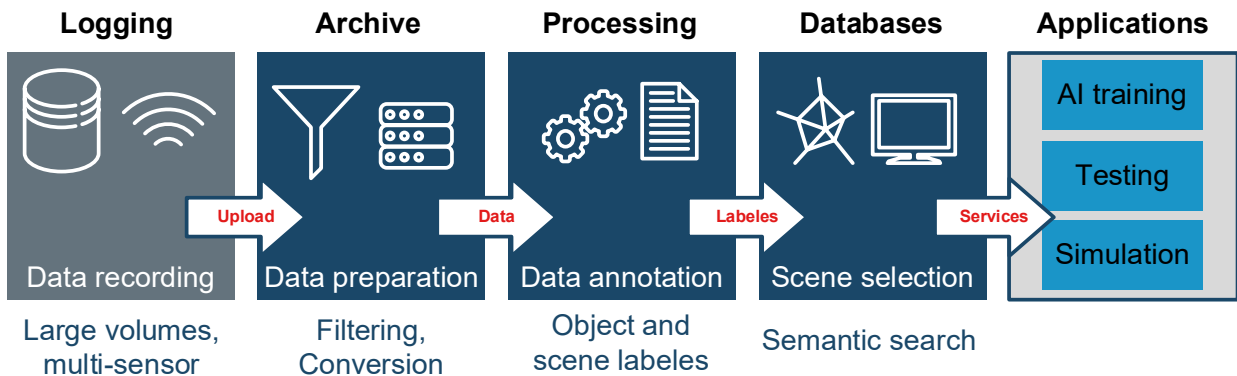 Logging
Archive
Processing
Databases
Applications
AI training
Testing
Simulation
Upload
Data
Labeles
Services
Data recording
Data preparation
Data annotation
Scene selection
Large volumes,
multi-sensor
Filtering,
Conversion
Object and
scene labeles
Semantic search